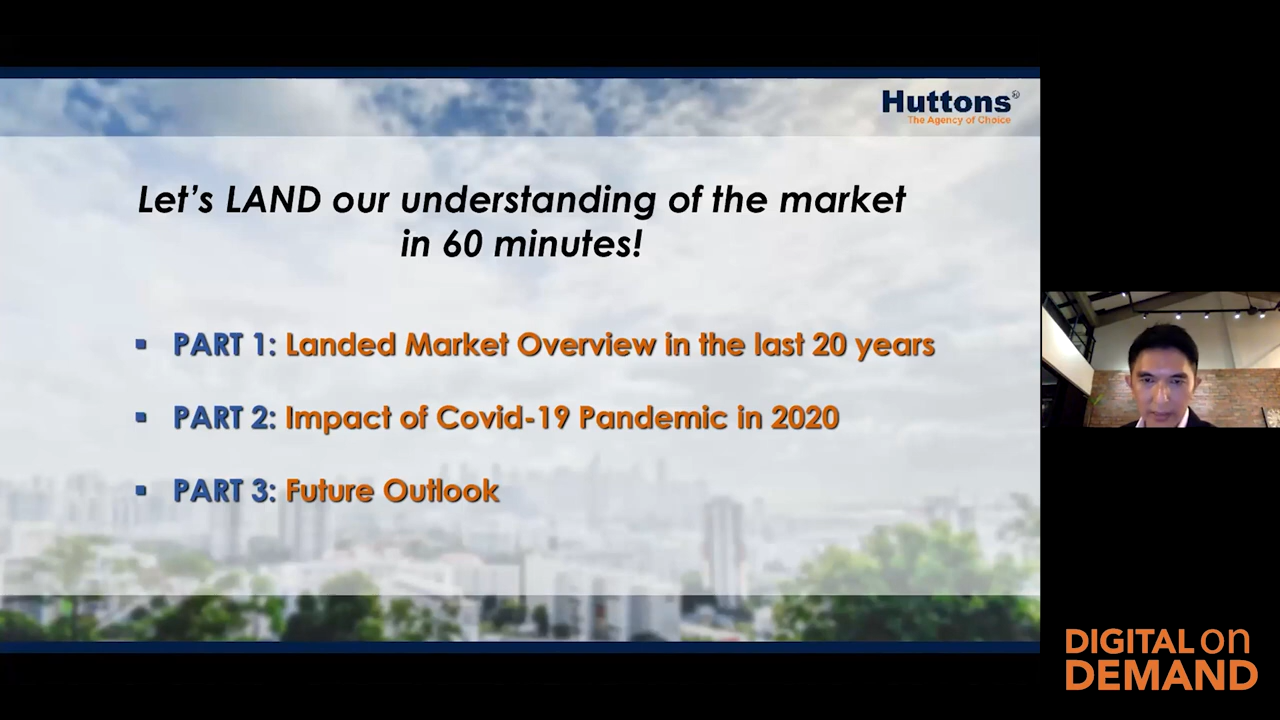 Huttons®
The Agency of Choice
Let's LAND our understanding of the market
in 60 minutes!
▪ PART 1: Landed Market Overview in the last 20 years
▪ PART 2: Impact of Covid-19 Pandemic in 2020
▪ PART 3: Future Outlook
DIGITAL on
DEMAND